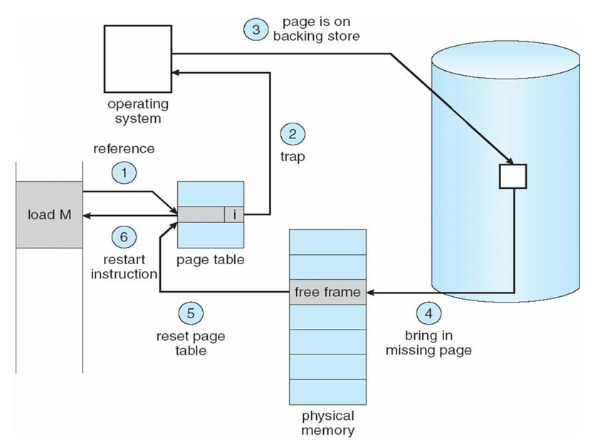 3
page is on
backing store
operating
system
2
trap
reference
1
load M
i
6
restart
instruction
page table
free frame
5
reset page
table
4
bring in
missing page
physical
memory